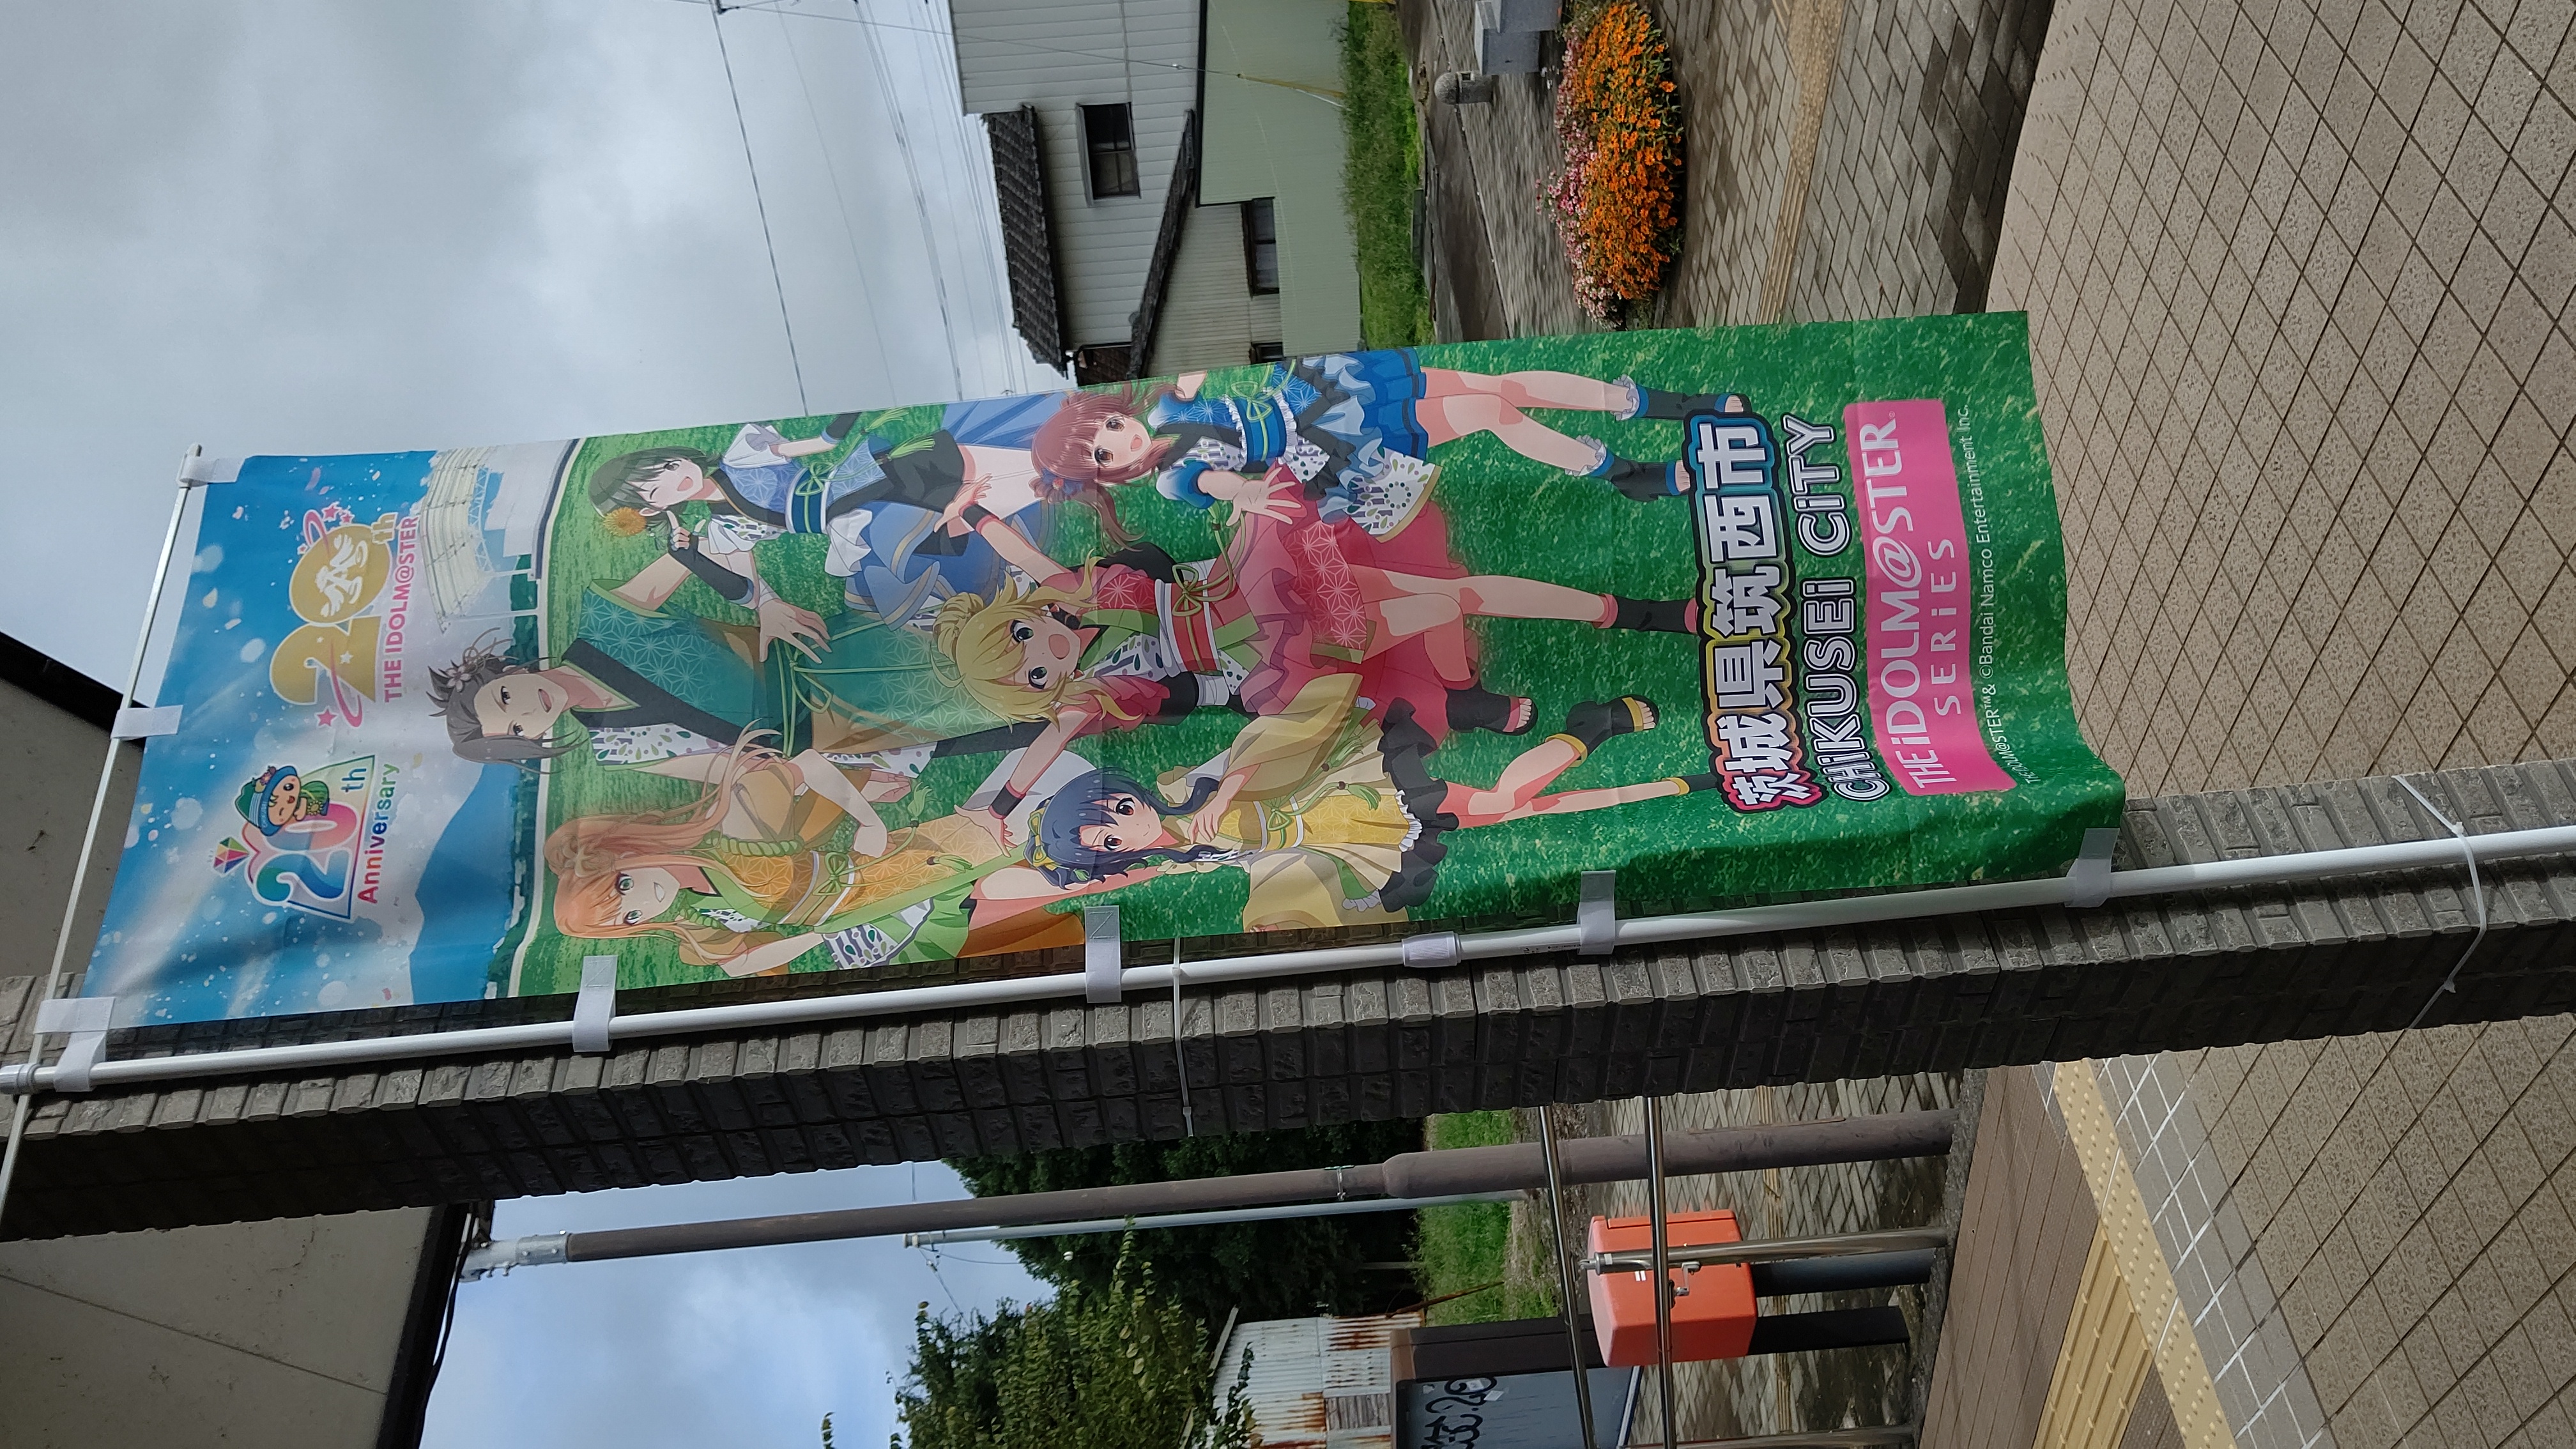 20th
Anniversary
20th
THE IDOLM@STER
茨城県筑西市
CHiKUSEi CiTY
THE iDOLM@STER
SERiES
THE IDOLM@STER™& ©Bandai Namco Entertainment Inc.